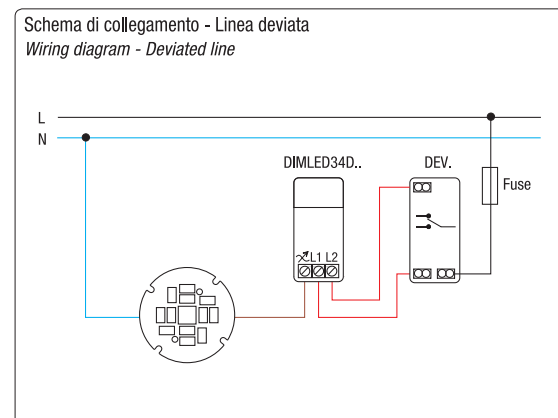 Schema di collegamento - Linea deviata
Wiring diagram - Deviated line
L
N
DIMLED34D.. DEV.
Fuse
L1 L2